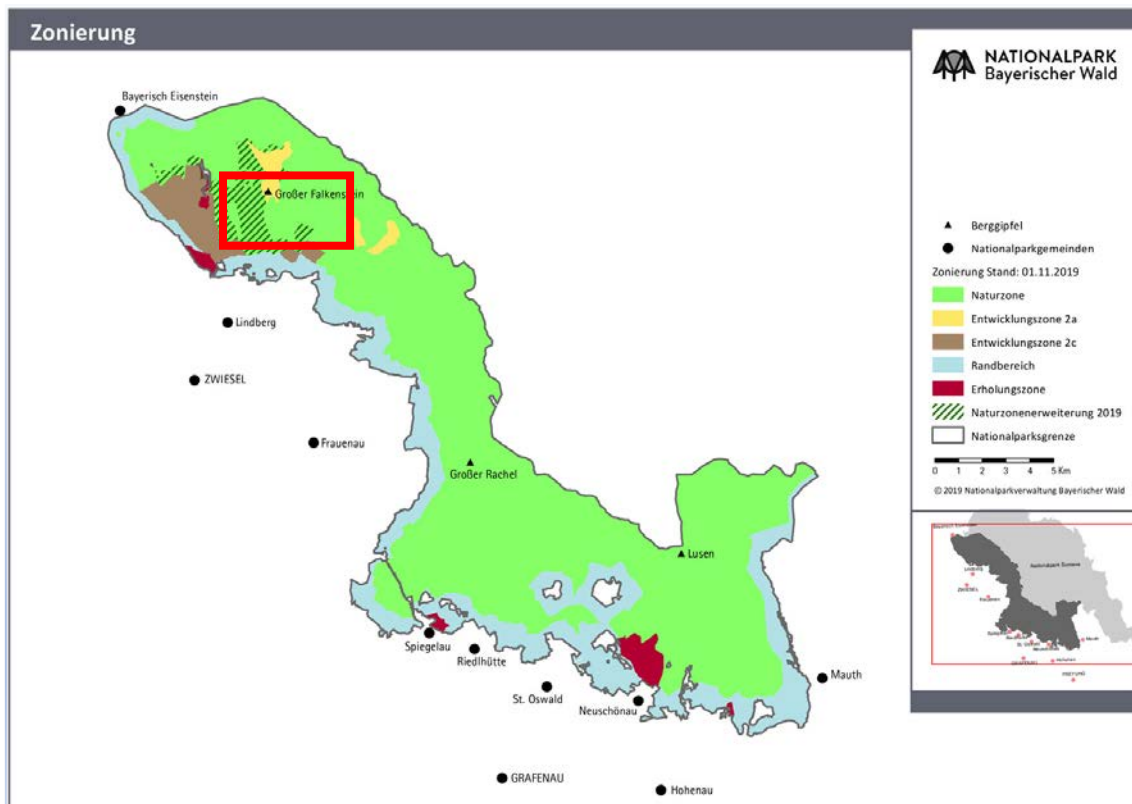 Zonierung
NATIONALPARK
Bayerischer Wald
Bayerisch Eisenstein
Großer Falkenstein
Lindberg
ZWIESEL
Frauenau
Großer Rachel
Lusen
Spiegelau
Riedlhütte
St. Oswald
Neuschönau
Mauth
GRAFENAU
Hohenau
Berggipfel
Nationalparkgemeinden
Zonierung Stand: 01.11.2019
Naturzone
Entwicklungszone 2a
Entwicklungszone 2c
Randbereich
Erholungszone
Naturzonenerweiterung 2019
Nationalparksgrenze
0 1 2 3 4 5 Km
© 2019 Nationalparkverwaltung Bayerischer Wald
ZWIESEL
Mauth